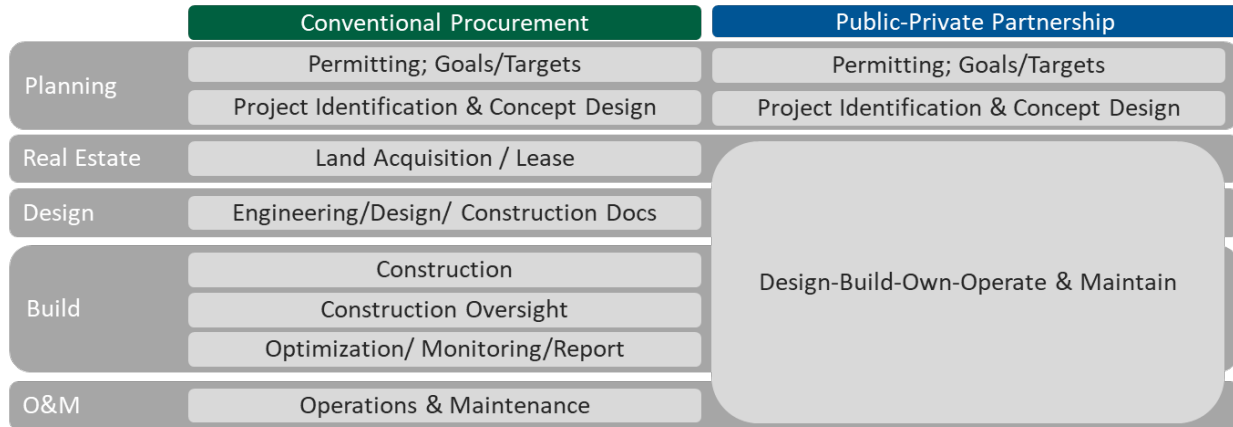 Conventional Procurement
Public-Private Partnership
Planning
Permitting; Goals/Targets
Permitting; Goals/Targets
Project Identification & Concept Design
Project Identification & Concept Design
Real Estate
Land Acquisition / Lease
Design
Engineering/Design/ Construction Docs
Build
Construction
Construction Oversight
Optimization/ Monitoring/Report
Design-Build-Own-Operate & Maintain
O&M
Operations & Maintenance